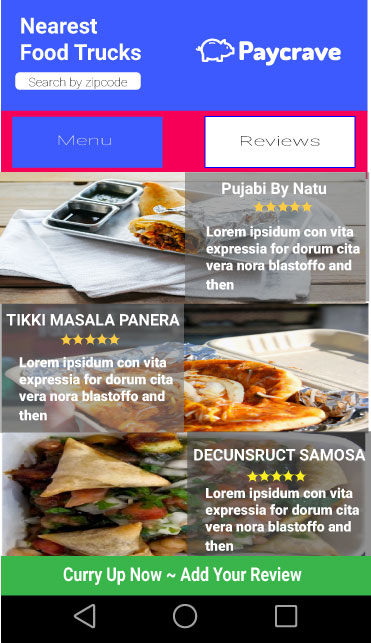 Nearest
Food Trucks
Search by zipcode
Paycrave
Menu
Reviews
Pujabi By Natu
Lorem ipsidum con vita
expressia for dorum cita
vera nora blastoffo and
then
TIKKI MASALA PANERA
Lorem ipsidum con vita
expressia for dorum city
vera nora blastoffo and
then
DECUNSRUCT SAMOSA
Lorem ipsidum con vita
expressia for dorum city
vera nora blastoffo and
then
Curry Up Now ~ Add Your Review